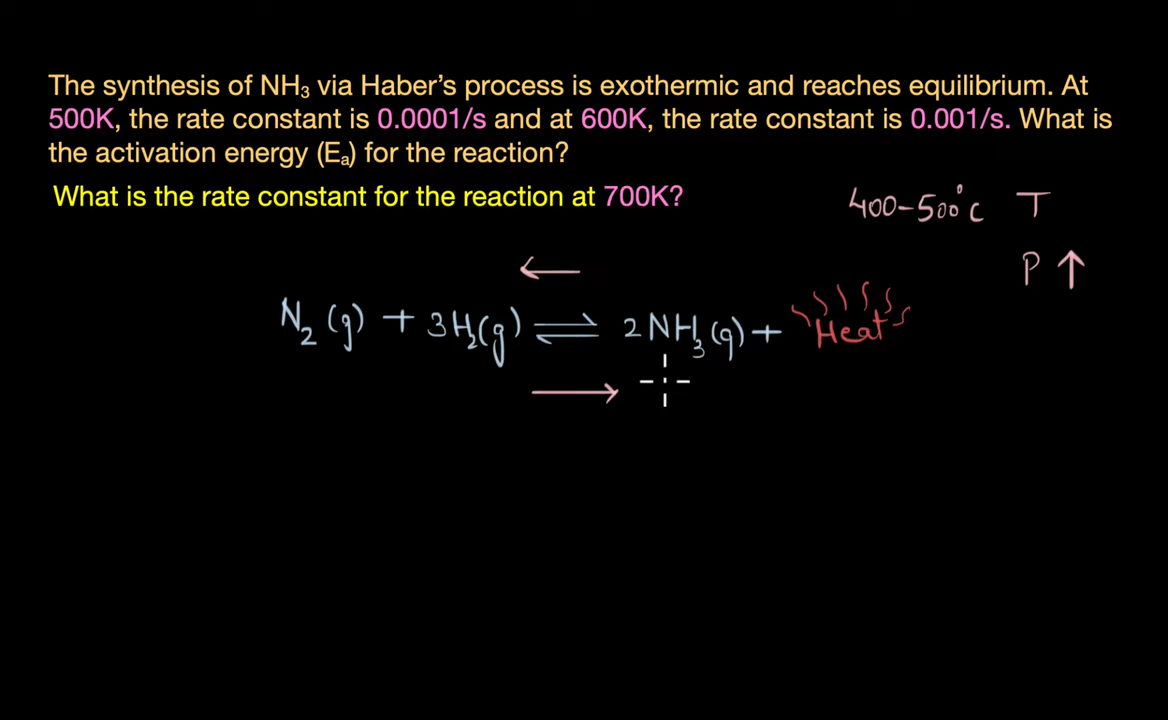 The synthesis of NH₃ via Haber's process is exothermic and reaches equilibrium. At
500K, the rate constant is 0.0001/s and at 600K, the rate constant is 0.001/s. What is
the activation energy (Eₐ) for the reaction?
What is the rate constant for the reaction at 700K?
400-500°C T
P ↑
←
N₂(g) + 3H₂(g) ⇌ 2NH₃(g) + Heat
→